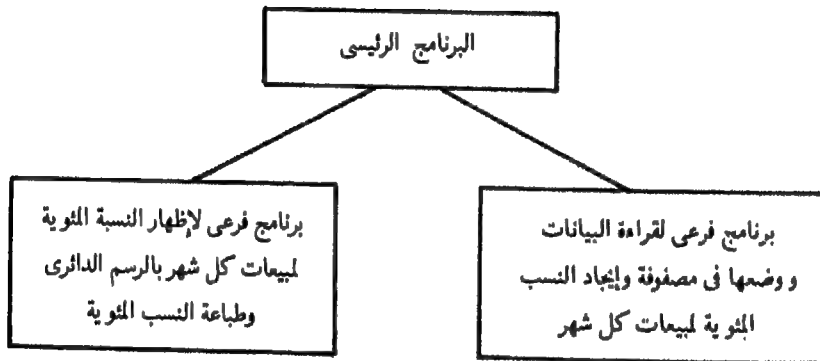 البرنامج الرئيسى
برنامج فرعى لقراءة البيانات
ووضعها فى مصفوفة وإيجاد النسب
المئوية لمبيعات كل شهر
برنامج فرعى لإظهار النسبة المئوية
لمبيعات كل شهر بالرسم الدائرى
وطباعة النسب المئوية